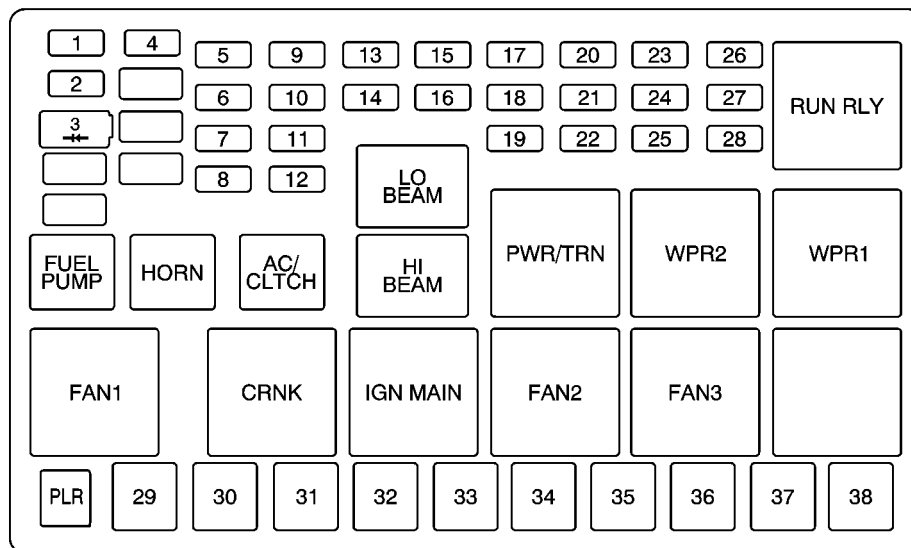 1 4
5 9 13 15 17 20 23 26
2
6 10 14 16 18 21 24 27
RUN RLY
3
7 11 19 22 25 28
8 12
LO
BEAM
FUEL
PUMP
HORN
AC/
CLTCH
HI
BEAM
PWR/TRN
WPR2
WPR1
FAN1
CRNK
IGN MAIN
FAN2
FAN3
PLR 29 30 31 32 33 34 35 36 37 38